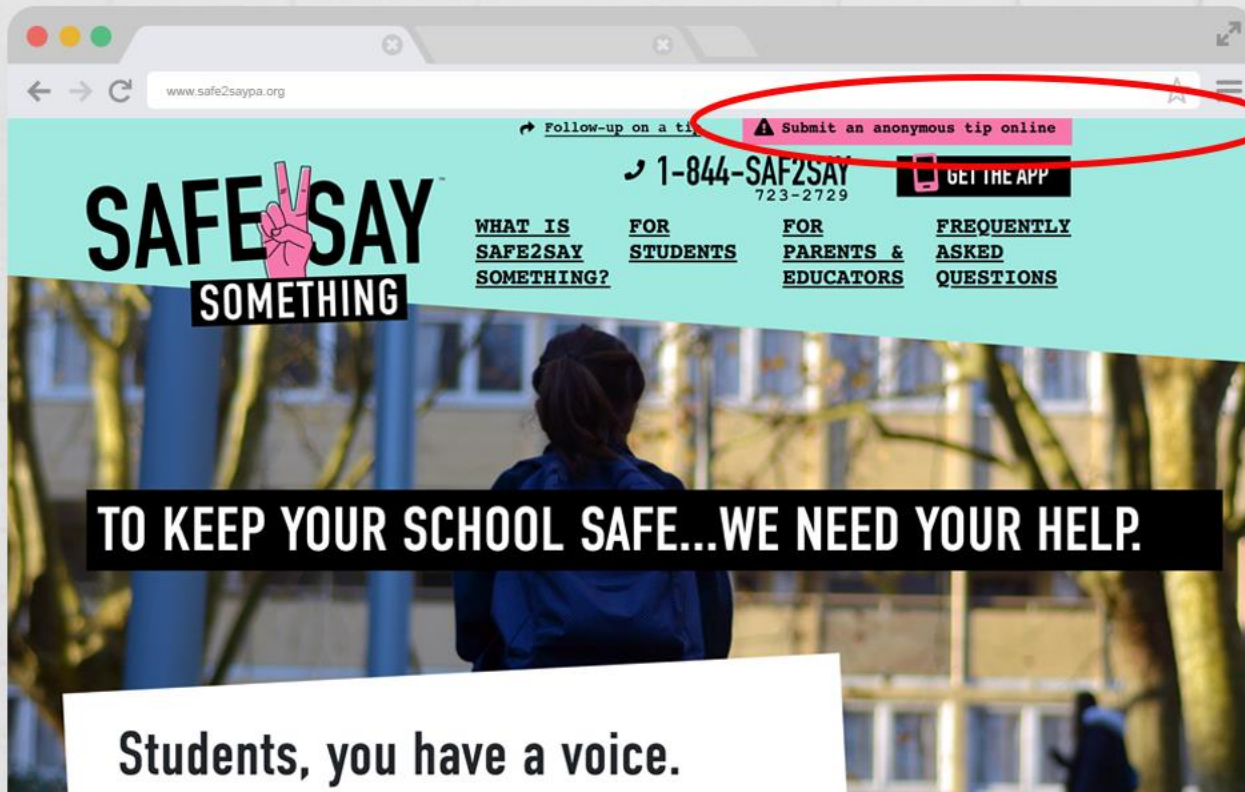 www.safe2saypa.org
Follow-up on a tip
Submit an anonymous tip online
1-844-SAF2SAY
723-2729
GET THE APP
SAFE SAY
SOMETHING
™
WHAT IS
SAFE2SAY
SOMETHING?
FOR
STUDENTS
FOR
PARENTS &
EDUCATORS
FREQUENTLY
ASKED
QUESTIONS
TO KEEP YOUR SCHOOL SAFE...WE NEED YOUR HELP.
Students, you have a voice.